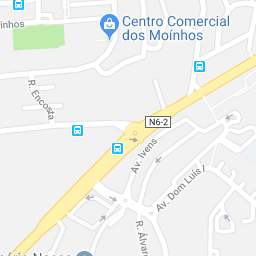 Centro Comercial
dos Moínhos
inhos
R. Encosta
N6-2
Av. Ivens
Av. Dom Luís I
R. Álvaro